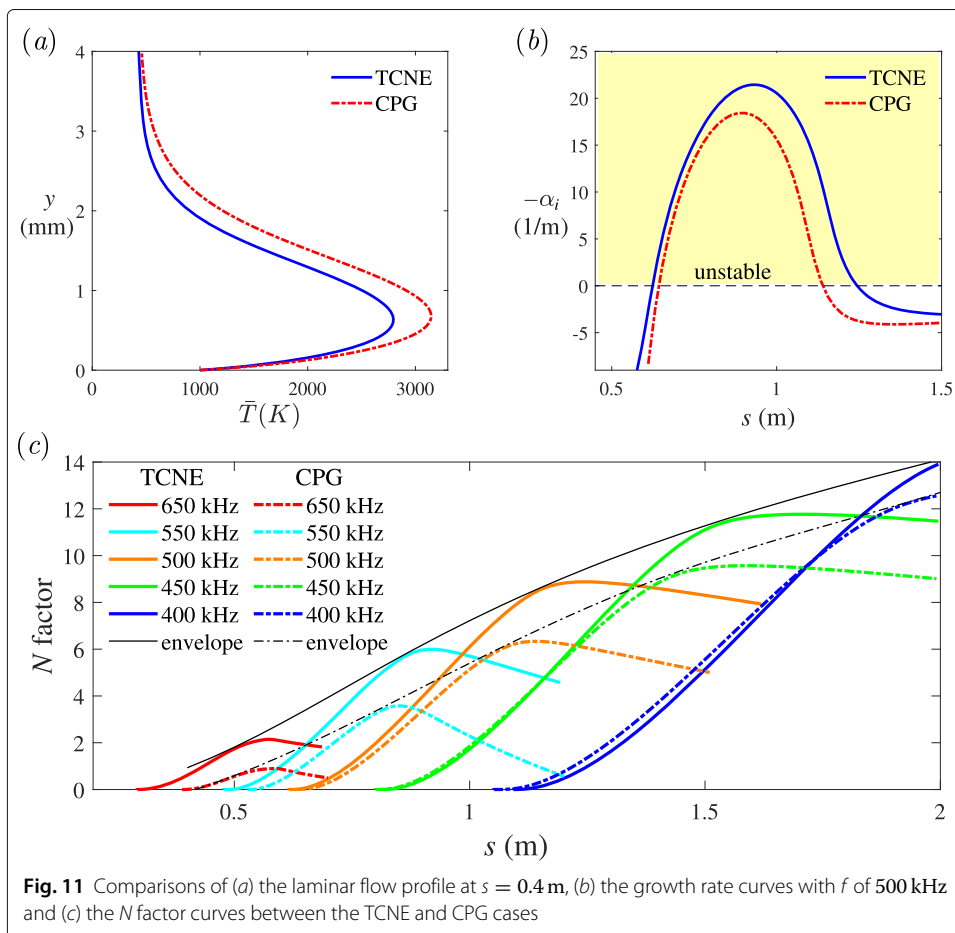 (a)
4
3
2
1
0
y
(mm)
TCNE
CPG
0 1000 2000 3000
T̄(K)
(b)
25
20
15
10
5
0
-5
−αᵢ
(1/m)
TCNE
CPG
unstable
0.5 1 1.5
s (m)
(c)
14
12
10
8
6
4
2
0
N factor
TCNE CPG
650 kHz 650 kHz
550 kHz 550 kHz
500 kHz 500 kHz
450 kHz 450 kHz
400 kHz 400 kHz
envelope envelope
0.5 1 1.5 2
s (m)
Fig. 11 Comparisons of (a) the laminar flow profile at s = 0.4 m, (b) the growth rate curves with f of 500 kHz
and (c) the N factor curves between the TCNE and CPG cases